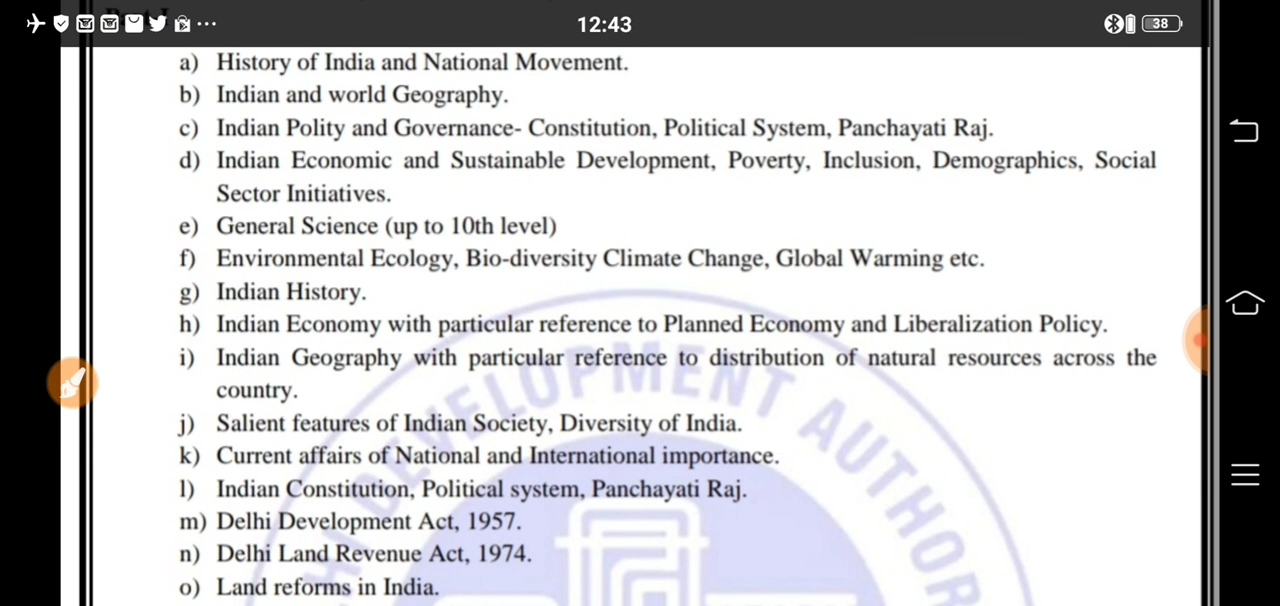 12:43
38
a) History of India and National Movement.
b) Indian and world Geography.
c) Indian Polity and Governance- Constitution, Political System, Panchayati Raj.
d) Indian Economic and Sustainable Development, Poverty, Inclusion, Demographics, Social
Sector Initiatives.
e) General Science (up to 10th level)
f) Environmental Ecology, Bio-diversity Climate Change, Global Warming etc.
g) Indian History.
h) Indian Economy with particular reference to Planned Economy and Liberalization Policy.
i) Indian Geography with particular reference to distribution of natural resources across the
country.
j) Salient features of Indian Society, Diversity of India.
k) Current affairs of National and International importance.
l) Indian Constitution, Political system, Panchayati Raj.
m) Delhi Development Act, 1957.
n) Delhi Land Revenue Act, 1974.
o) Land reforms in India.
DEVELOPMENT